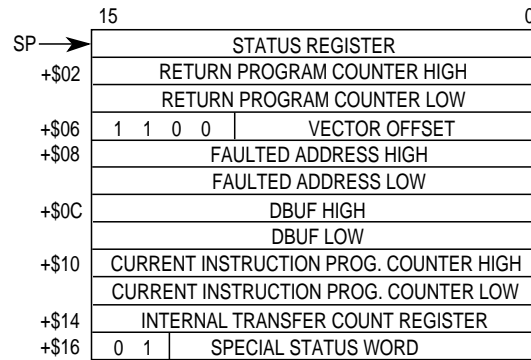 15 0
SP STATUS REGISTER
+$02 RETURN PROGRAM COUNTER HIGH
RETURN PROGRAM COUNTER LOW
+$06 1 1 0 0 VECTOR OFFSET
+$08 FAULTED ADDRESS HIGH
FAULTED ADDRESS LOW
+$0C DBUF HIGH
DBUF LOW
+$10 CURRENT INSTRUCTION PROG. COUNTER HIGH
CURRENT INSTRUCTION PROG. COUNTER LOW
+$14 INTERNAL TRANSFER COUNT REGISTER
+$16 0 1 SPECIAL STATUS WORD